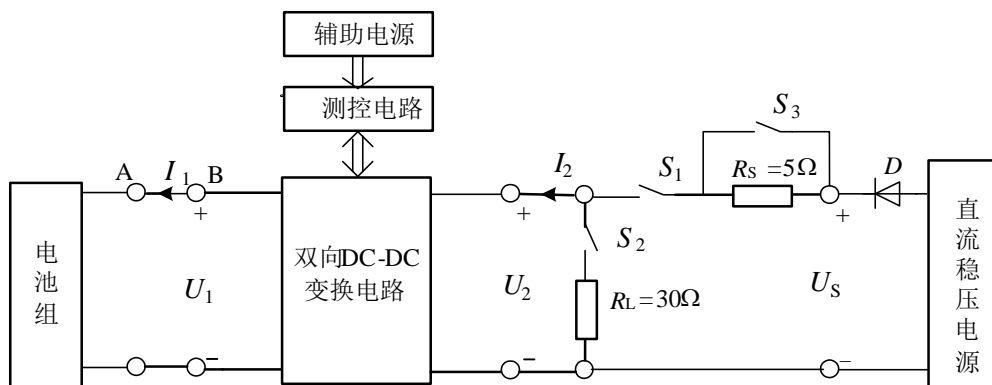 辅助电源
测控电路
A I1 B
+
-
U1
电池组
双向DC-DC
变换电路
I2
+
-
U2
S1
S2
S3
RS=5Ω
RL=30Ω
D
+
-
US
直流稳压电源